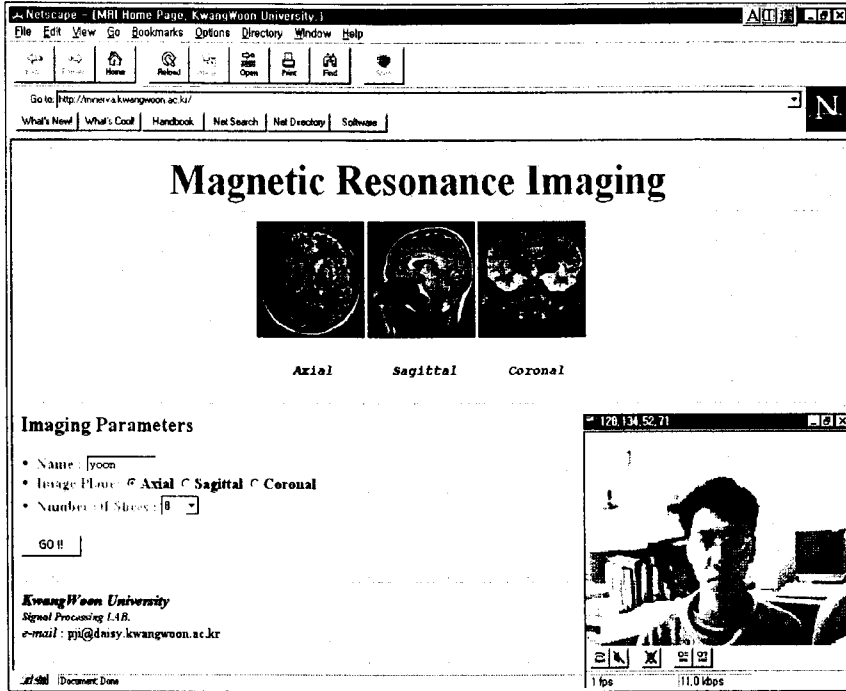 Netscape - [MRI Home Page, KwangWoon University.]
File Edit View Go Bookmarks Options Directory Window Help
Home Reload Open Print Find
Go to: http://minerva.kwangwoon.ac.kr/
What's New! What's Cool! Handbook Net Search Net Directory Software
N
Magnetic Resonance Imaging
Axial Sagittal Coronal
Imaging Parameters
• Name : yoon
• Image Plane: Axial Sagittal Coronal
• Number Of Slices : 8
GO !!
KwangWoon University
Signal Processing LAB.
e-mail : pji@daisy.kwangwoon.ac.kr
Document: Done
128.134.52.71
1 fps 11.0 kbps